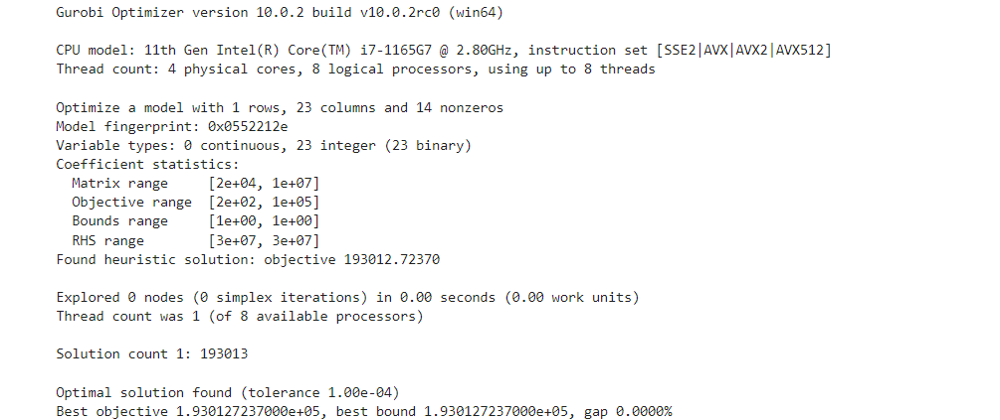 Gurobi Optimizer version 10.0.2 build v10.0.2rc0 (win64)
CPU model: 11th Gen Intel(R) Core(TM) i7-1165G7 @ 2.80GHz, instruction set [SSE2|AVX|AVX2|AVX512]
Thread count: 4 physical cores, 8 logical processors, using up to 8 threads
Optimize a model with 1 rows, 23 columns and 14 nonzeros
Model fingerprint: 0x0552212e
Variable types: 0 continuous, 23 integer (23 binary)
Coefficient statistics:
  Matrix range     [2e+04, 1e+07]
  Objective range  [2e+02, 1e+05]
  Bounds range     [1e+00, 1e+00]
  RHS range        [3e+07, 3e+07]
Found heuristic solution: objective 193012.72370
Explored 0 nodes (0 simplex iterations) in 0.00 seconds (0.00 work units)
Thread count was 1 (of 8 available processors)
Solution count 1: 193013
Optimal solution found (tolerance 1.00e-04)
Best objective 1.930127237000e+05, best bound 1.930127237000e+05, gap 0.0000%